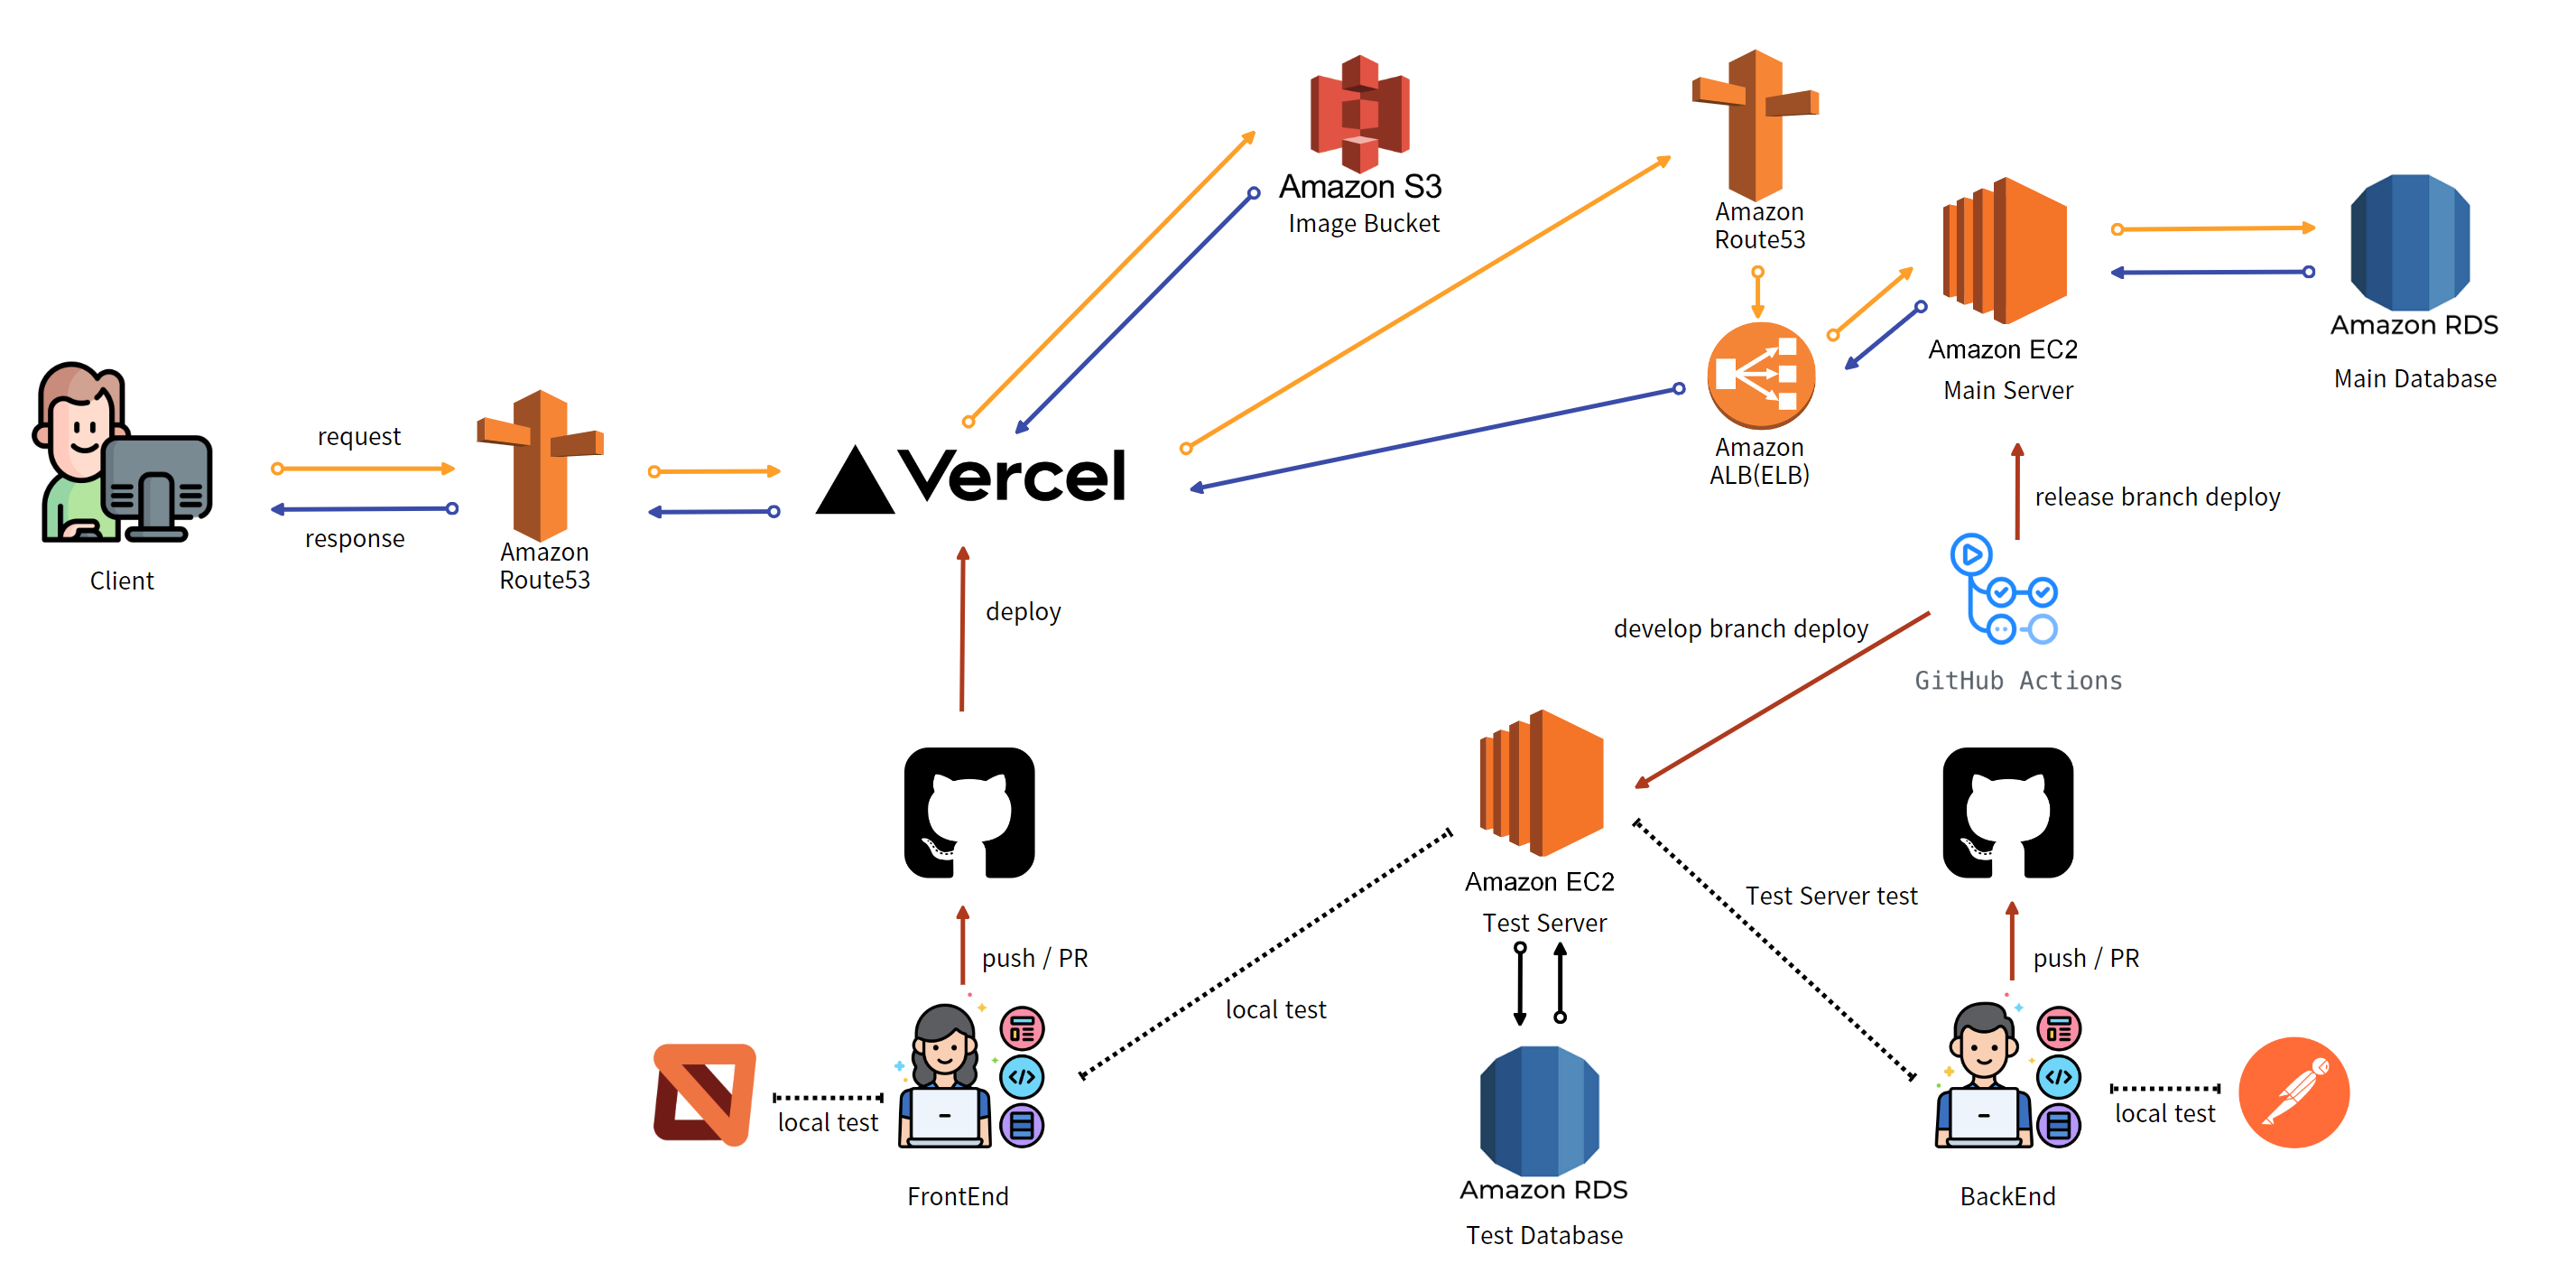 Amazon S3
Image Bucket
Amazon
Route53
Amazon RDS
Main Database
Amazon EC2
Main Server
request
response
Client
Amazon
Route53
Vercel
Amazon
ALB(ELB)
release branch deploy
deploy
develop branch deploy
GitHub Actions
Amazon EC2
Test Server
Test Server test
push / PR
push / PR
local test
local test
local test
FrontEnd
Amazon RDS
Test Database
BackEnd